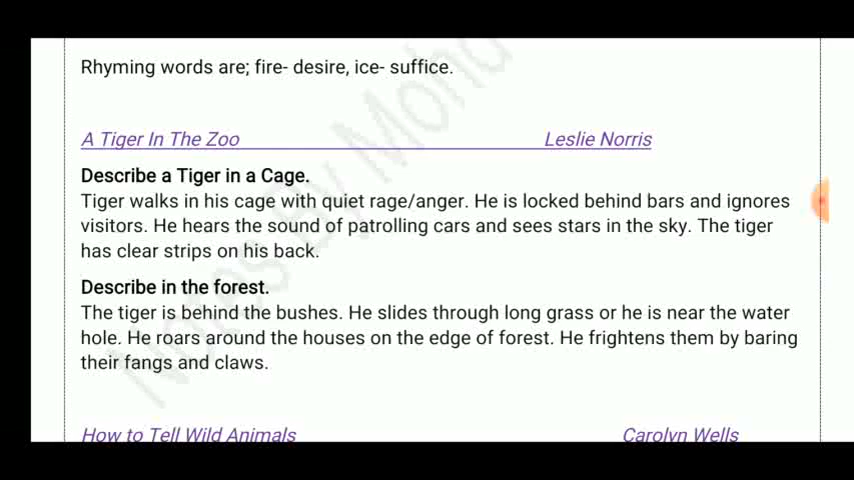 Rhyming words are; fire- desire, ice- suffice.
A Tiger In The Zoo Leslie Norris
Describe a Tiger in a Cage.
Tiger walks in his cage with quiet rage/anger. He is locked behind bars and ignores
visitors. He hears the sound of patrolling cars and sees stars in the sky. The tiger
has clear strips on his back.
Describe in the forest.
The tiger is behind the bushes. He slides through long grass or he is near the water
hole. He roars around the houses on the edge of forest. He frightens them by baring
their fangs and claws.
How to Tell Wild Animals Carolyn Wells
Notes By Moha